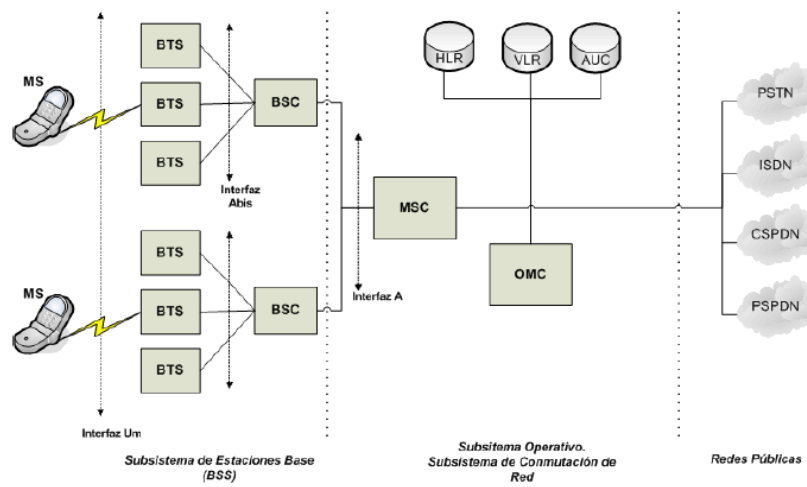 MS
BTS
BTS
BTS
BSC
Interfaz
Abis
MS
BTS
BTS
BTS
BSC
Interfaz Um
Interfaz A
MSC
HLR
VLR
AUC
OMC
PSTN
ISDN
CSPDN
PSPDN
Subsistema de Estaciones Base
(BSS)
Subsitema Operativo.
Subsistema de Conmutación de
Red
Redes Públicas